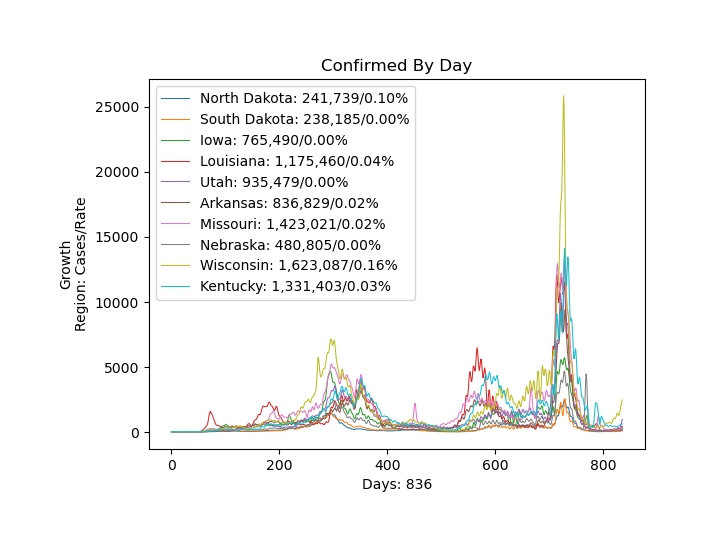 Confirmed By Day
North Dakota: 241,739/0.10%
South Dakota: 238,185/0.00%
Iowa: 765,490/0.00%
Louisiana: 1,175,460/0.04%
Utah: 935,479/0.00%
Arkansas: 836,829/0.02%
Missouri: 1,423,021/0.02%
Nebraska: 480,805/0.00%
Wisconsin: 1,623,087/0.16%
Kentucky: 1,331,403/0.03%
Growth
Region: Cases/Rate
25000
20000
15000
10000
5000
0
0 200 400 600 800
Days: 836